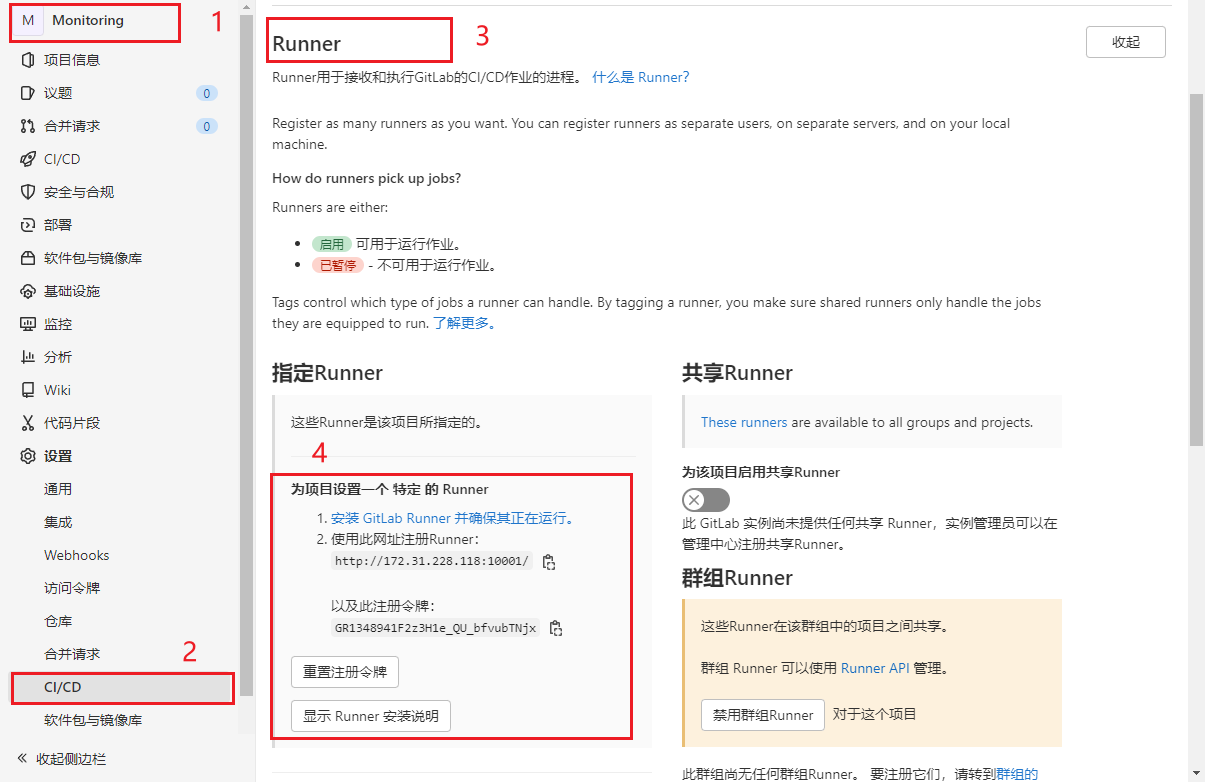 M Monitoring 1
项目信息
议题 0
合并请求 0
CI/CD
安全与合规
部署
软件包与镜像库
基础设施
监控
分析
Wiki
代码片段
设置
通用
集成
Webhooks
访问令牌
仓库
合并请求 2
CI/CD
软件包与镜像库
收起侧边栏
Runner 3
收起
Runner用于接收和执行GitLab的CI/CD作业的进程。 什么是 Runner?
Register as many runners as you want. You can register runners as separate users, on separate servers, and on your local
machine.
How do runners pick up jobs?
Runners are either:
启用 可用于运行作业。
已暂停 - 不可用于运行作业。
Tags control which type of jobs a runner can handle. By tagging a runner, you make sure shared runners only handle the jobs
they are equipped to run. 了解更多。
指定Runner
这些Runner是该项目所指定的。
4
为项目设置一个 特定 的 Runner
1. 安装 GitLab Runner 并确保其正在运行。
2. 使用此网址注册Runner:
http://172.31.228.118:10001/
以及此注册令牌:
GR1348941F2z3H1e_QU_bfvubTNjx
重置注册令牌
显示 Runner 安装说明
共享Runner
These runners are available to all groups and projects.
为该项目启用共享Runner
此 GitLab 实例尚未提供任何共享 Runner，实例管理员可以在
管理中心注册共享Runner。
群组Runner
这些Runner在该群组中的项目之间共享。
群组 Runner 可以使用 Runner API 管理。
禁用群组Runner 对于这个项目
此群组尚无任何群组Runner。 要注册它们，请转到群组的